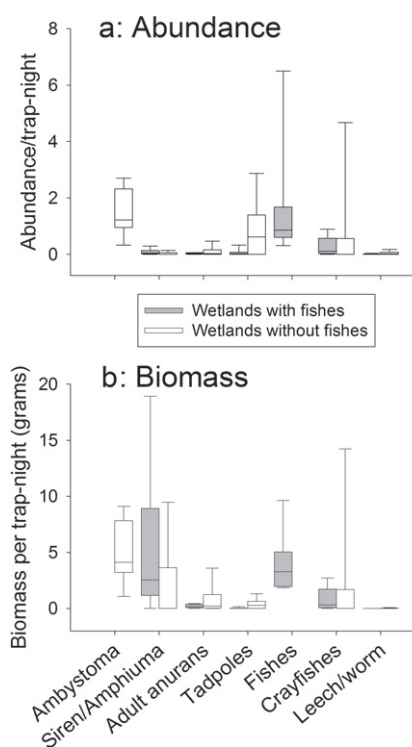 a: Abundance
8
6
4
2
0
Abundance/trap-night
Wetlands with fishes
Wetlands without fishes
b: Biomass
20
15
10
5
0
Biomass per trap-night (grams)
Ambystoma
Siren/Amphiuma
Adult anurans
Tadpoles
Fishes
Crayfishes
Leech/worm